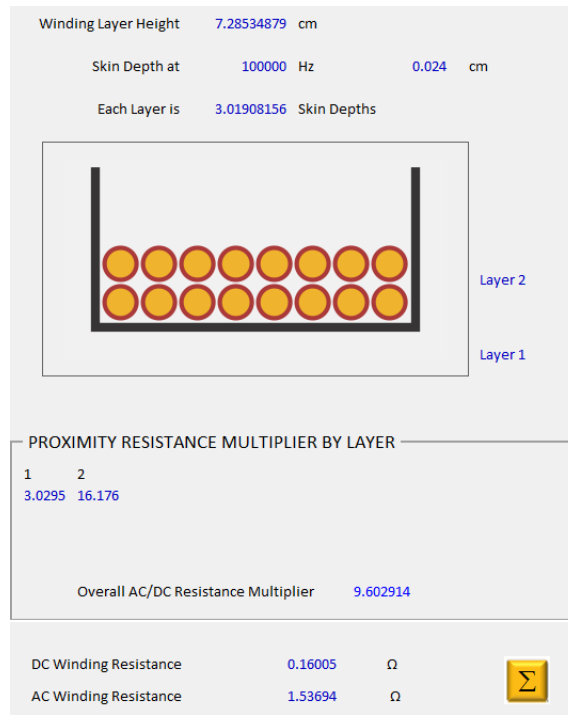 Winding Layer Height 7.28534879 cm
Skin Depth at 100000 Hz 0.024 cm
Each Layer is 3.01908156 Skin Depths
Layer 2
Layer 1
PROXIMITY RESISTANCE MULTIPLIER BY LAYER
1 2
3.0295 16.176
Overall AC/DC Resistance Multiplier 9.602914
DC Winding Resistance 0.16005 Ω
AC Winding Resistance 1.53694 Ω
Σ